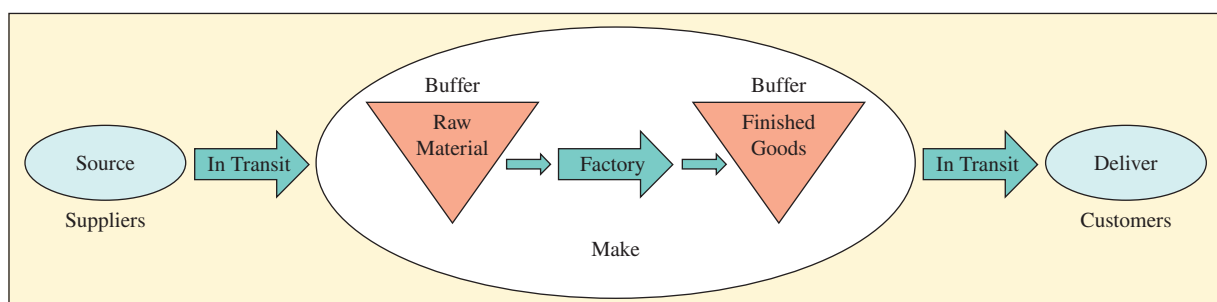 Buffer
Buffer
Raw
Material
Finished
Goods
Source
In Transit
Factory
In Transit
Deliver
Suppliers
Customers
Make